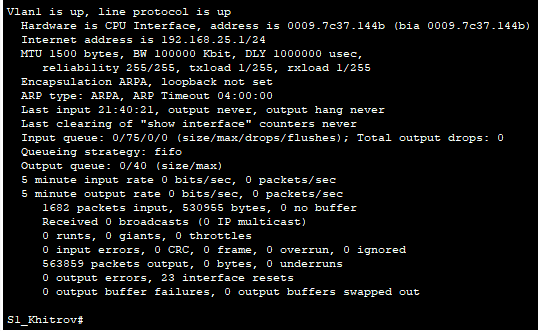 Vlan1 is up, line protocol is up
Hardware is CPU Interface, address is 0009.7c37.144b (bia 0009.7c37.144b)
Internet address is 192.168.25.1/24
MTU 1500 bytes, BW 100000 Kbit, DLY 1000000 usec,
reliability 255/255, txload 1/255, rxload 1/255
Encapsulation ARPA, loopback not set
ARP type: ARPA, ARP Timeout 04:00:00
Last input 21:40:21, output never, output hang never
Last clearing of "show interface" counters never
Input queue: 0/75/0/0 (size/max/drops/flushes); Total output drops: 0
Queueing strategy: fifo
Output queue: 0/40 (size/max)
5 minute input rate 0 bits/sec, 0 packets/sec
5 minute output rate 0 bits/sec, 0 packets/sec
1682 packets input, 530955 bytes, 0 no buffer
Received 0 broadcasts (0 IP multicast)
0 runts, 0 giants, 0 throttles
0 input errors, 0 CRC, 0 frame, 0 overrun, 0 ignored
563859 packets output, 0 bytes, 0 underruns
0 output errors, 23 interface resets
0 output buffer failures, 0 output buffers swapped out
S1_Khitrov#